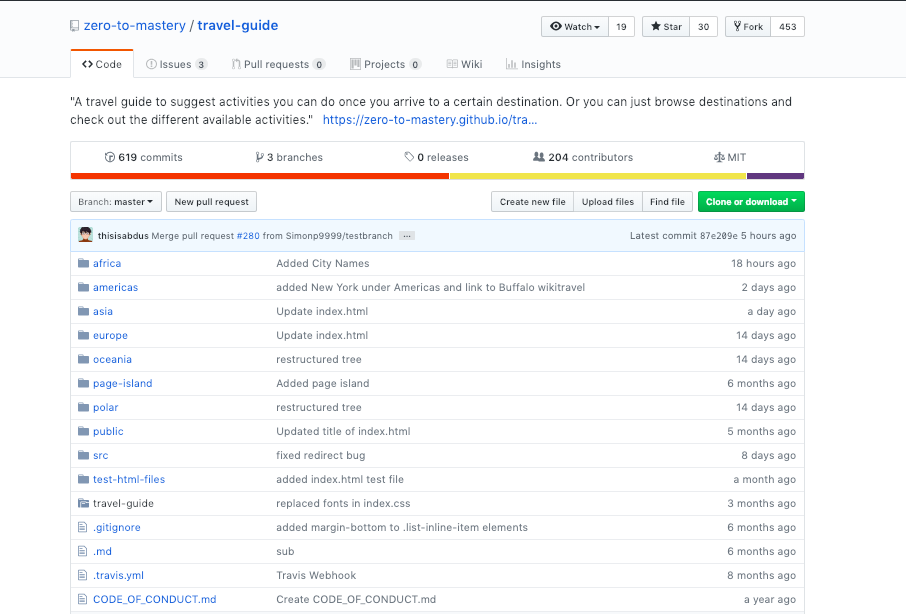 zero-to-mastery / travel-guide
Watch 19 Star 30 Fork 453
Code Issues 3 Pull requests 0 Projects 0 Wiki Insights
"A travel guide to suggest activities you can do once you arrive to a certain destination. Or you can just browse destinations and
check out the different available activities." https://zero-to-mastery.github.io/tra...
619 commits 3 branches 0 releases 204 contributors MIT
Branch: master New pull request Create new file Upload files Find file Clone or download
thisisabdus Merge pull request #280 from Simonp9999/testbranch ... Latest commit 87e209e 5 hours ago
africa Added City Names 18 hours ago
americas added New York under Americas and link to Buffalo wikitravel 2 days ago
asia Update index.html a day ago
europe Update index.html 14 days ago
oceania restructured tree 14 days ago
page-island Added page island 6 months ago
polar restructured tree 14 days ago
public Updated title of index.html 5 months ago
src fixed redirect bug 8 days ago
test-html-files added index.html test file a month ago
travel-guide replaced fonts in index.css 3 months ago
.gitignore added margin-bottom to .list-inline-item elements 6 months ago
.md sub 6 months ago
.travis.yml Travis Webhook 8 months ago
CODE_OF_CONDUCT.md Create CODE_OF_CONDUCT.md a year ago